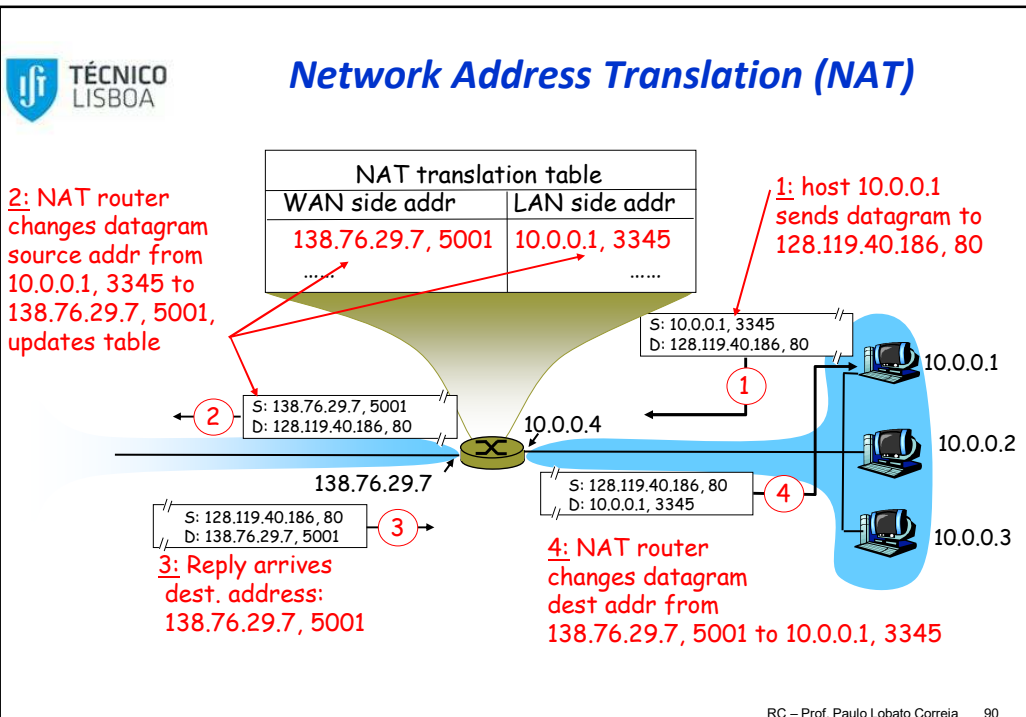 TÉCNICO
LISBOA
Network Address Translation (NAT)
NAT translation table
WAN side addr LAN side addr
138.76.29.7, 5001 10.0.0.1, 3345
...... ......
2: NAT router
changes datagram
source addr from
10.0.0.1, 3345 to
138.76.29.7, 5001,
updates table
1: host 10.0.0.1
sends datagram to
128.119.40.186, 80
S: 10.0.0.1, 3345
D: 128.119.40.186, 80
1
10.0.0.1
S: 138.76.29.7, 5001
D: 128.119.40.186, 80
2
10.0.0.4
10.0.0.2
138.76.29.7
S: 128.119.40.186, 80
D: 10.0.0.1, 3345
4
S: 128.119.40.186, 80
D: 138.76.29.7, 5001
3
10.0.0.3
3: Reply arrives
dest. address:
138.76.29.7, 5001
4: NAT router
changes datagram
dest addr from
138.76.29.7, 5001 to 10.0.0.1, 3345
RC – Prof. Paulo Lobato Correia 90